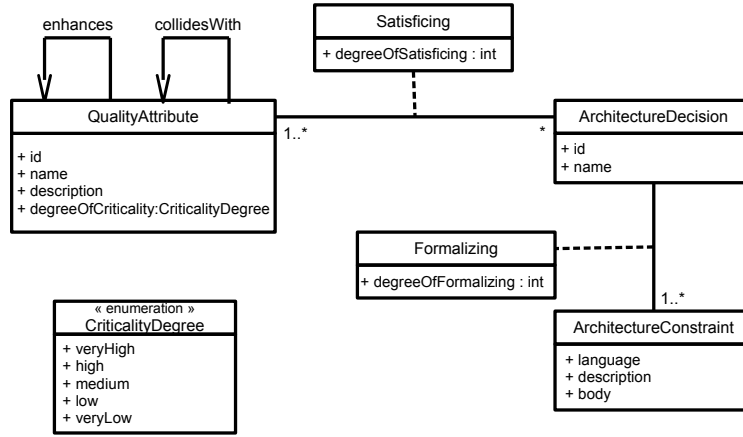 enhances
collidesWith
Satisficing
+ degreeOfSatisficing : int
QualityAttribute
+ id
+ name
+ description
+ degreeOfCriticality:CriticalityDegree
1..*
*
ArchitectureDecision
+ id
+ name
Formalizing
+ degreeOfFormalizing : int
1..*
« enumeration »
CriticalityDegree
+ veryHigh
+ high
+ medium
+ low
+ veryLow
ArchitectureConstraint
+ language
+ description
+ body